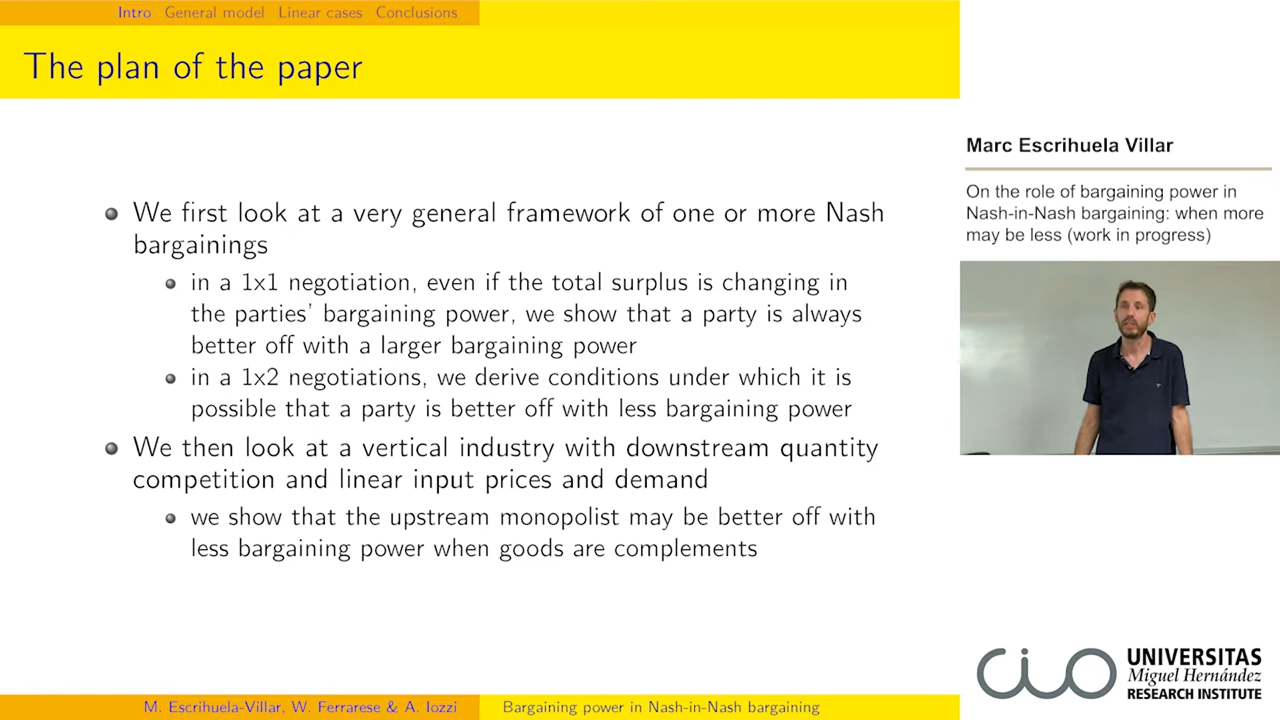 Intro General model Linear cases Conclusions
The plan of the paper
We first look at a very general framework of one or more Nash
bargainings
in a 1x1 negotiation, even if the total surplus is changing in
the parties' bargaining power, we show that a party is always
better off with a larger bargaining power
in a 1x2 negotiations, we derive conditions under which it is
possible that a party is better off with less bargaining power
We then look at a vertical industry with downstream quantity
competition and linear input prices and demand
we show that the upstream monopolist may be better off with
less bargaining power when goods are complements
M. Escrihuela-Villar, W. Ferrarese & A. Iozzi
Bargaining power in Nash-in-Nash bargaining
Marc Escrihuela Villar
On the role of bargaining power in
Nash-in-Nash bargaining: when more
may be less (work in progress)
cio
UNIVERSITAS
Miguel Hernández
RESEARCH INSTITUTE